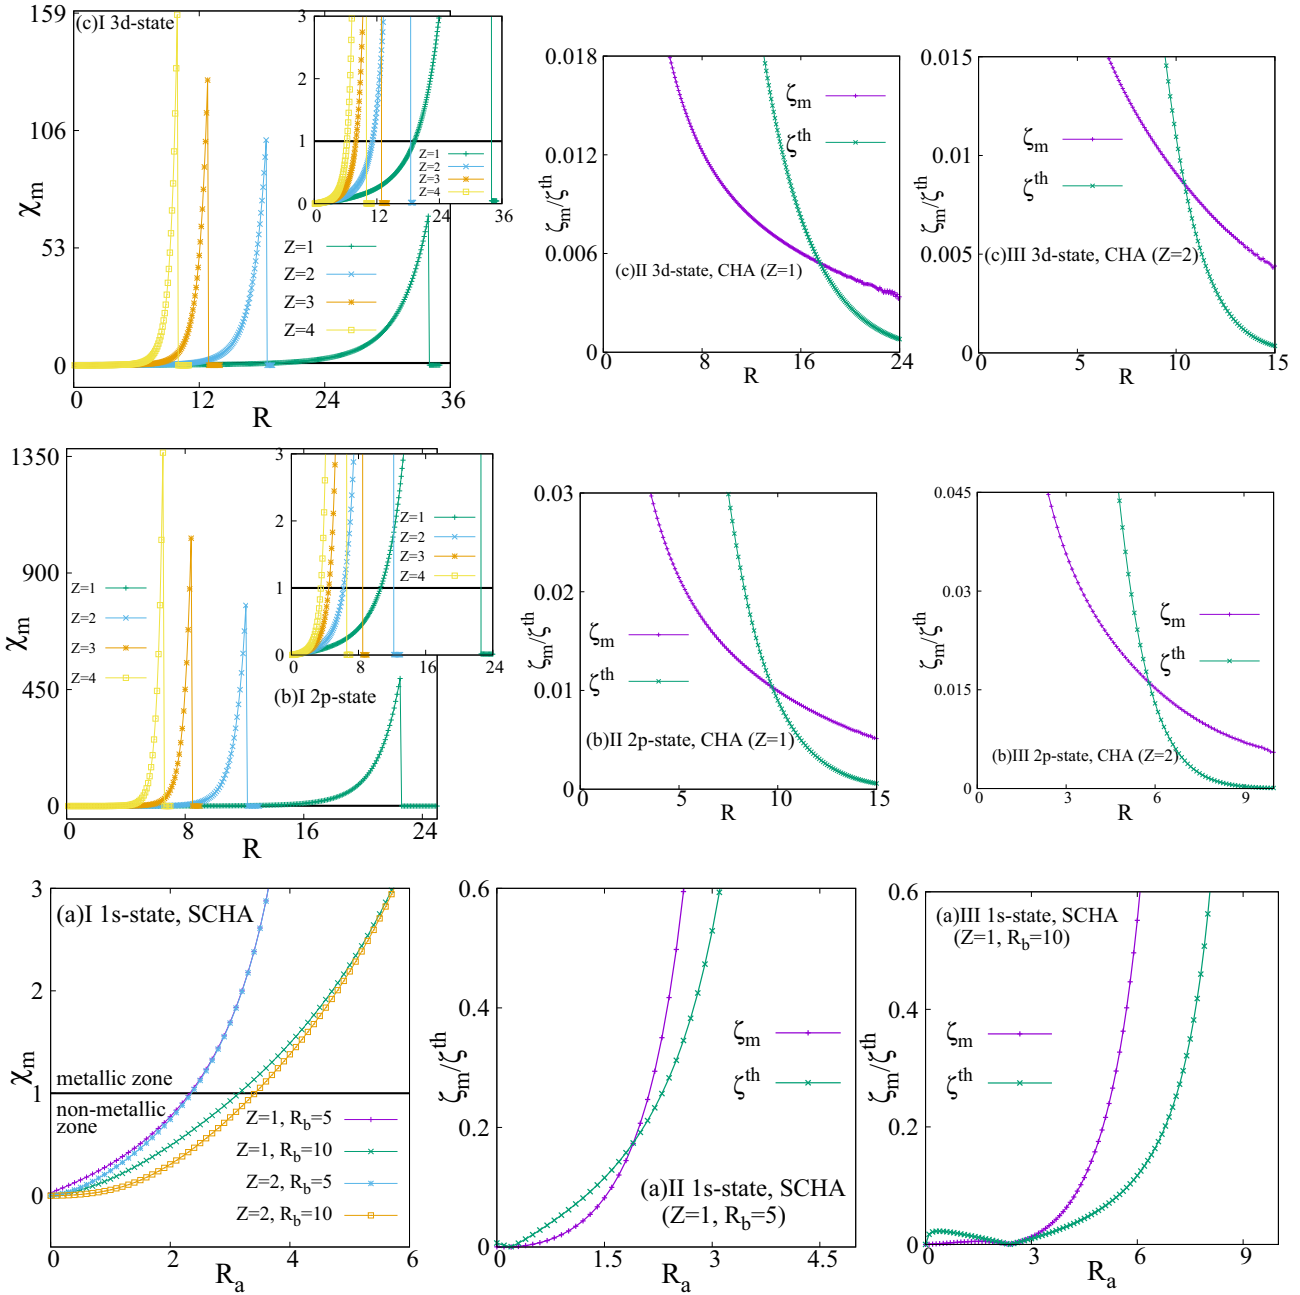 (c)I 3d-state
χm
159
106
53
0
0 12 24 36
R
Z=1
Z=2
Z=3
Z=4
3
2
1
0
0 12 24 36
Z=1
Z=2
Z=3
Z=4
ζm/ζth
0.018
0.012
0.006
0
0 8 16 24
R
ζm
ζth
(c)II 3d-state, CHA (Z=1)
ζm/ζth
0.015
0.01
0.005
0
0 5 10 15
R
ζm
ζth
(c)III 3d-state, CHA (Z=2)
χm
1350
900
450
0
0 8 16 24
R
Z=1
Z=2
Z=3
Z=4
3
2
1
0
0 8 16 24
Z=1
Z=2
Z=3
Z=4
(b)I 2p-state
ζm/ζth
0.03
0.02
0.01
0
0 5 10 15
R
ζm
ζth
(b)II 2p-state, CHA (Z=1)
ζm/ζth
0.045
0.03
0.015
0
0 3 6 9
R
ζm
ζth
(b)III 2p-state, CHA (Z=2)
(a)I 1s-state, SCHA
χm
3
2
1
0
0 2 4 6
Ra
metallic zone
non-metallic
zone
Z=1, Rb=5
Z=1, Rb=10
Z=2, Rb=5
Z=2, Rb=10
ζm/ζth
0.6
0.4
0.2
0
0 1.5 3 4.5
Ra
ζm
ζth
(a)II 1s-state, SCHA
(Z=1, Rb=5)
(a)III 1s-state, SCHA
(Z=1, Rb=10)
ζm/ζth
0.6
0.4
0.2
0
0 3 6 9
Ra
ζm
ζth